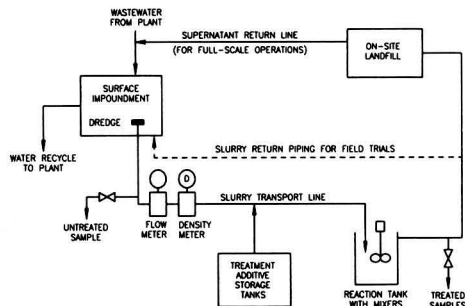 WASTEWATER
FROM PLANT
SUPERNATANT RETURN LINE
(FOR FULL-SCALE OPERATIONS)
ON-SITE
LANDFILL
SURFACE
IMPOUNDMENT
DREDGE
WATER RECYCLE
TO PLANT
SLURRY RETURN PIPING FOR FIELD TRIALS
D
SLURRY TRANSPORT LINE
UNTREATED
SAMPLE
FLOW
METER
DENSITY
METER
TREATMENT
ADDITIVE
STORAGE
TANKS
REACTION TANK
WITH MIXERS
TREATED
SAMPLES